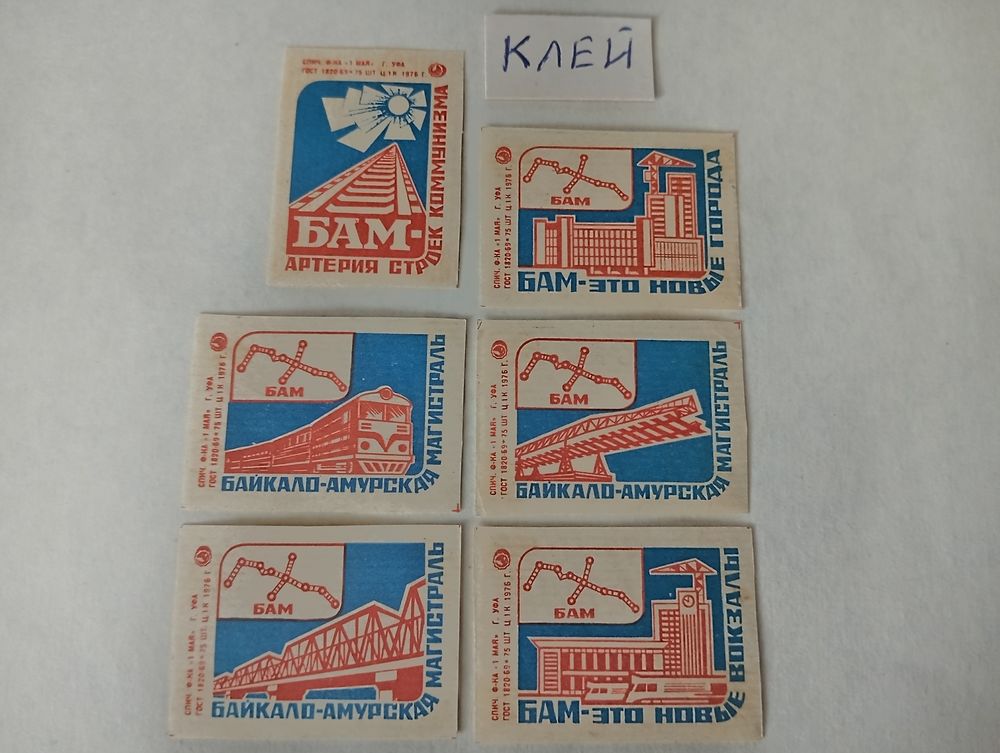 КЛЕЙ
СПИЧ. Ф-КА «1 МАЯ» Г. УФА
ГОСТ 1820-69 * 75 ШТ. Ц. 1 К. 1976 Г.
БАМ-
АРТЕРИЯ СТРОЕК КОММУНИЗМА
СПИЧ. Ф-КА «1 МАЯ» Г. УФА
ГОСТ 1820-69 * 75 ШТ. Ц. 1 К. 1976 Г.
БАМ
БАМ-ЭТО НОВЫЕ ГОРОДА
СПИЧ. Ф-КА «1 МАЯ» Г. УФА
ГОСТ 1820-69 * 75 ШТ. Ц. 1 К. 1976 Г.
БАМ
БАЙКАЛО-АМУРСКАЯ МАГИСТРАЛЬ
СПИЧ. Ф-КА «1 МАЯ» Г. УФА
ГОСТ 1820-69 * 75 ШТ. Ц. 1 К. 1976 Г.
БАМ
БАЙКАЛО-АМУРСКАЯ МАГИСТРАЛЬ
СПИЧ. Ф-КА «1 МАЯ» Г. УФА
ГОСТ 1820-69 * 75 ШТ. Ц. 1 К. 1976 Г.
БАМ
БАЙКАЛО-АМУРСКАЯ МАГИСТРАЛЬ
СПИЧ. Ф-КА «1 МАЯ» Г. УФА
ГОСТ 1820-69 * 75 ШТ. Ц. 1 К. 1976 Г.
БАМ
БАМ-ЭТО НОВЫЕ ВОКЗАЛЫ